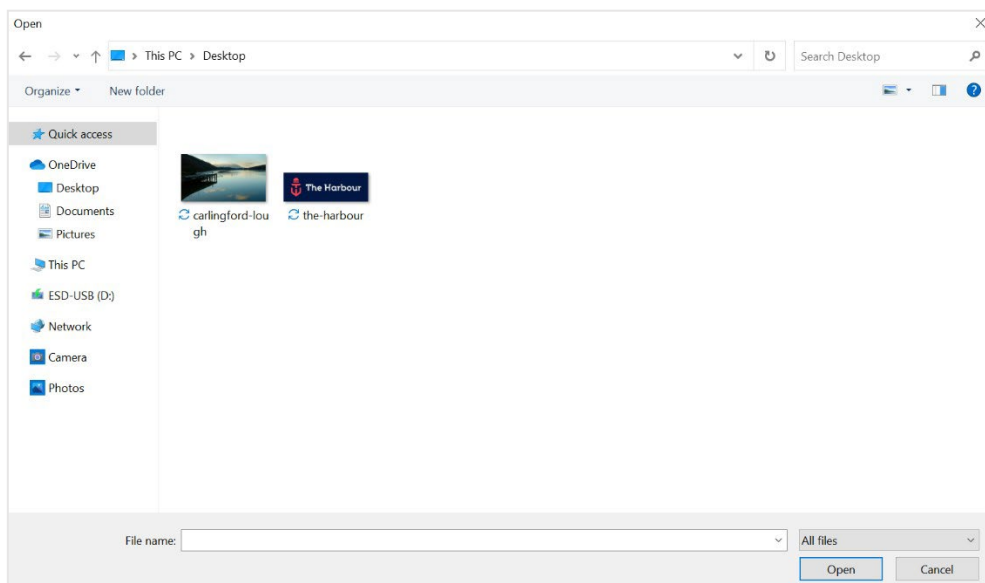 Open
This PC > Desktop
Search Desktop
Organize
New folder
Quick access
OneDrive
Desktop
Documents
Pictures
This PC
ESD-USB (D:)
Network
Camera
Photos
The Harbour
carlingford-lou
gh
the-harbour
File name:
All files
Open
Cancel